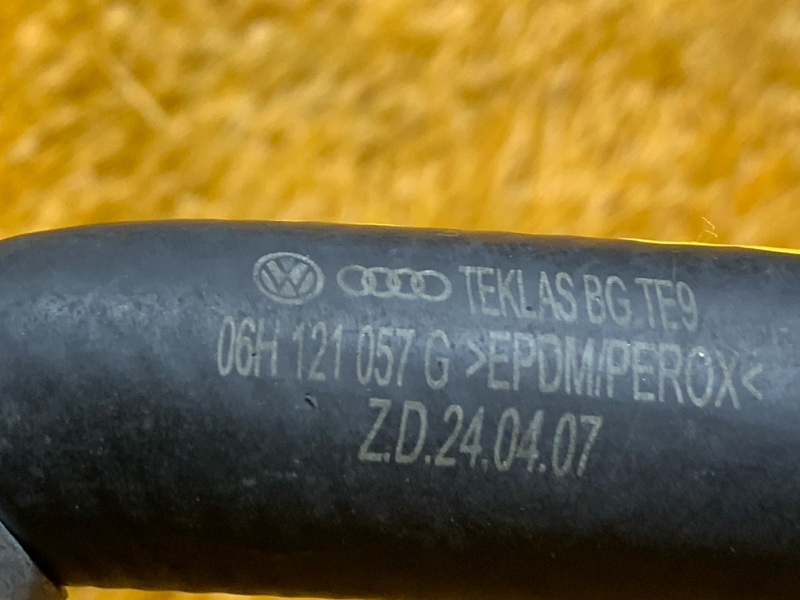 TEKLAS BG TE9
06H 121 057 G >EPDM/PEROX<
Z.D.24.04.07